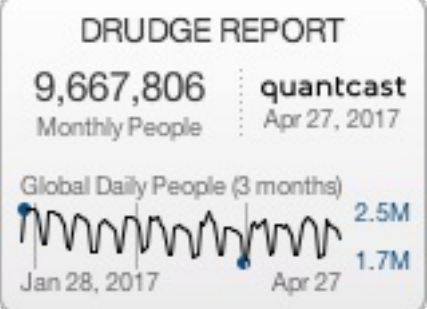 DRUDGE REPORT
9,667,806
Monthly People
quantcast
Apr 27, 2017
Global Daily People (3 months)
2.5M
1.7M
Jan 28, 2017
Apr 27